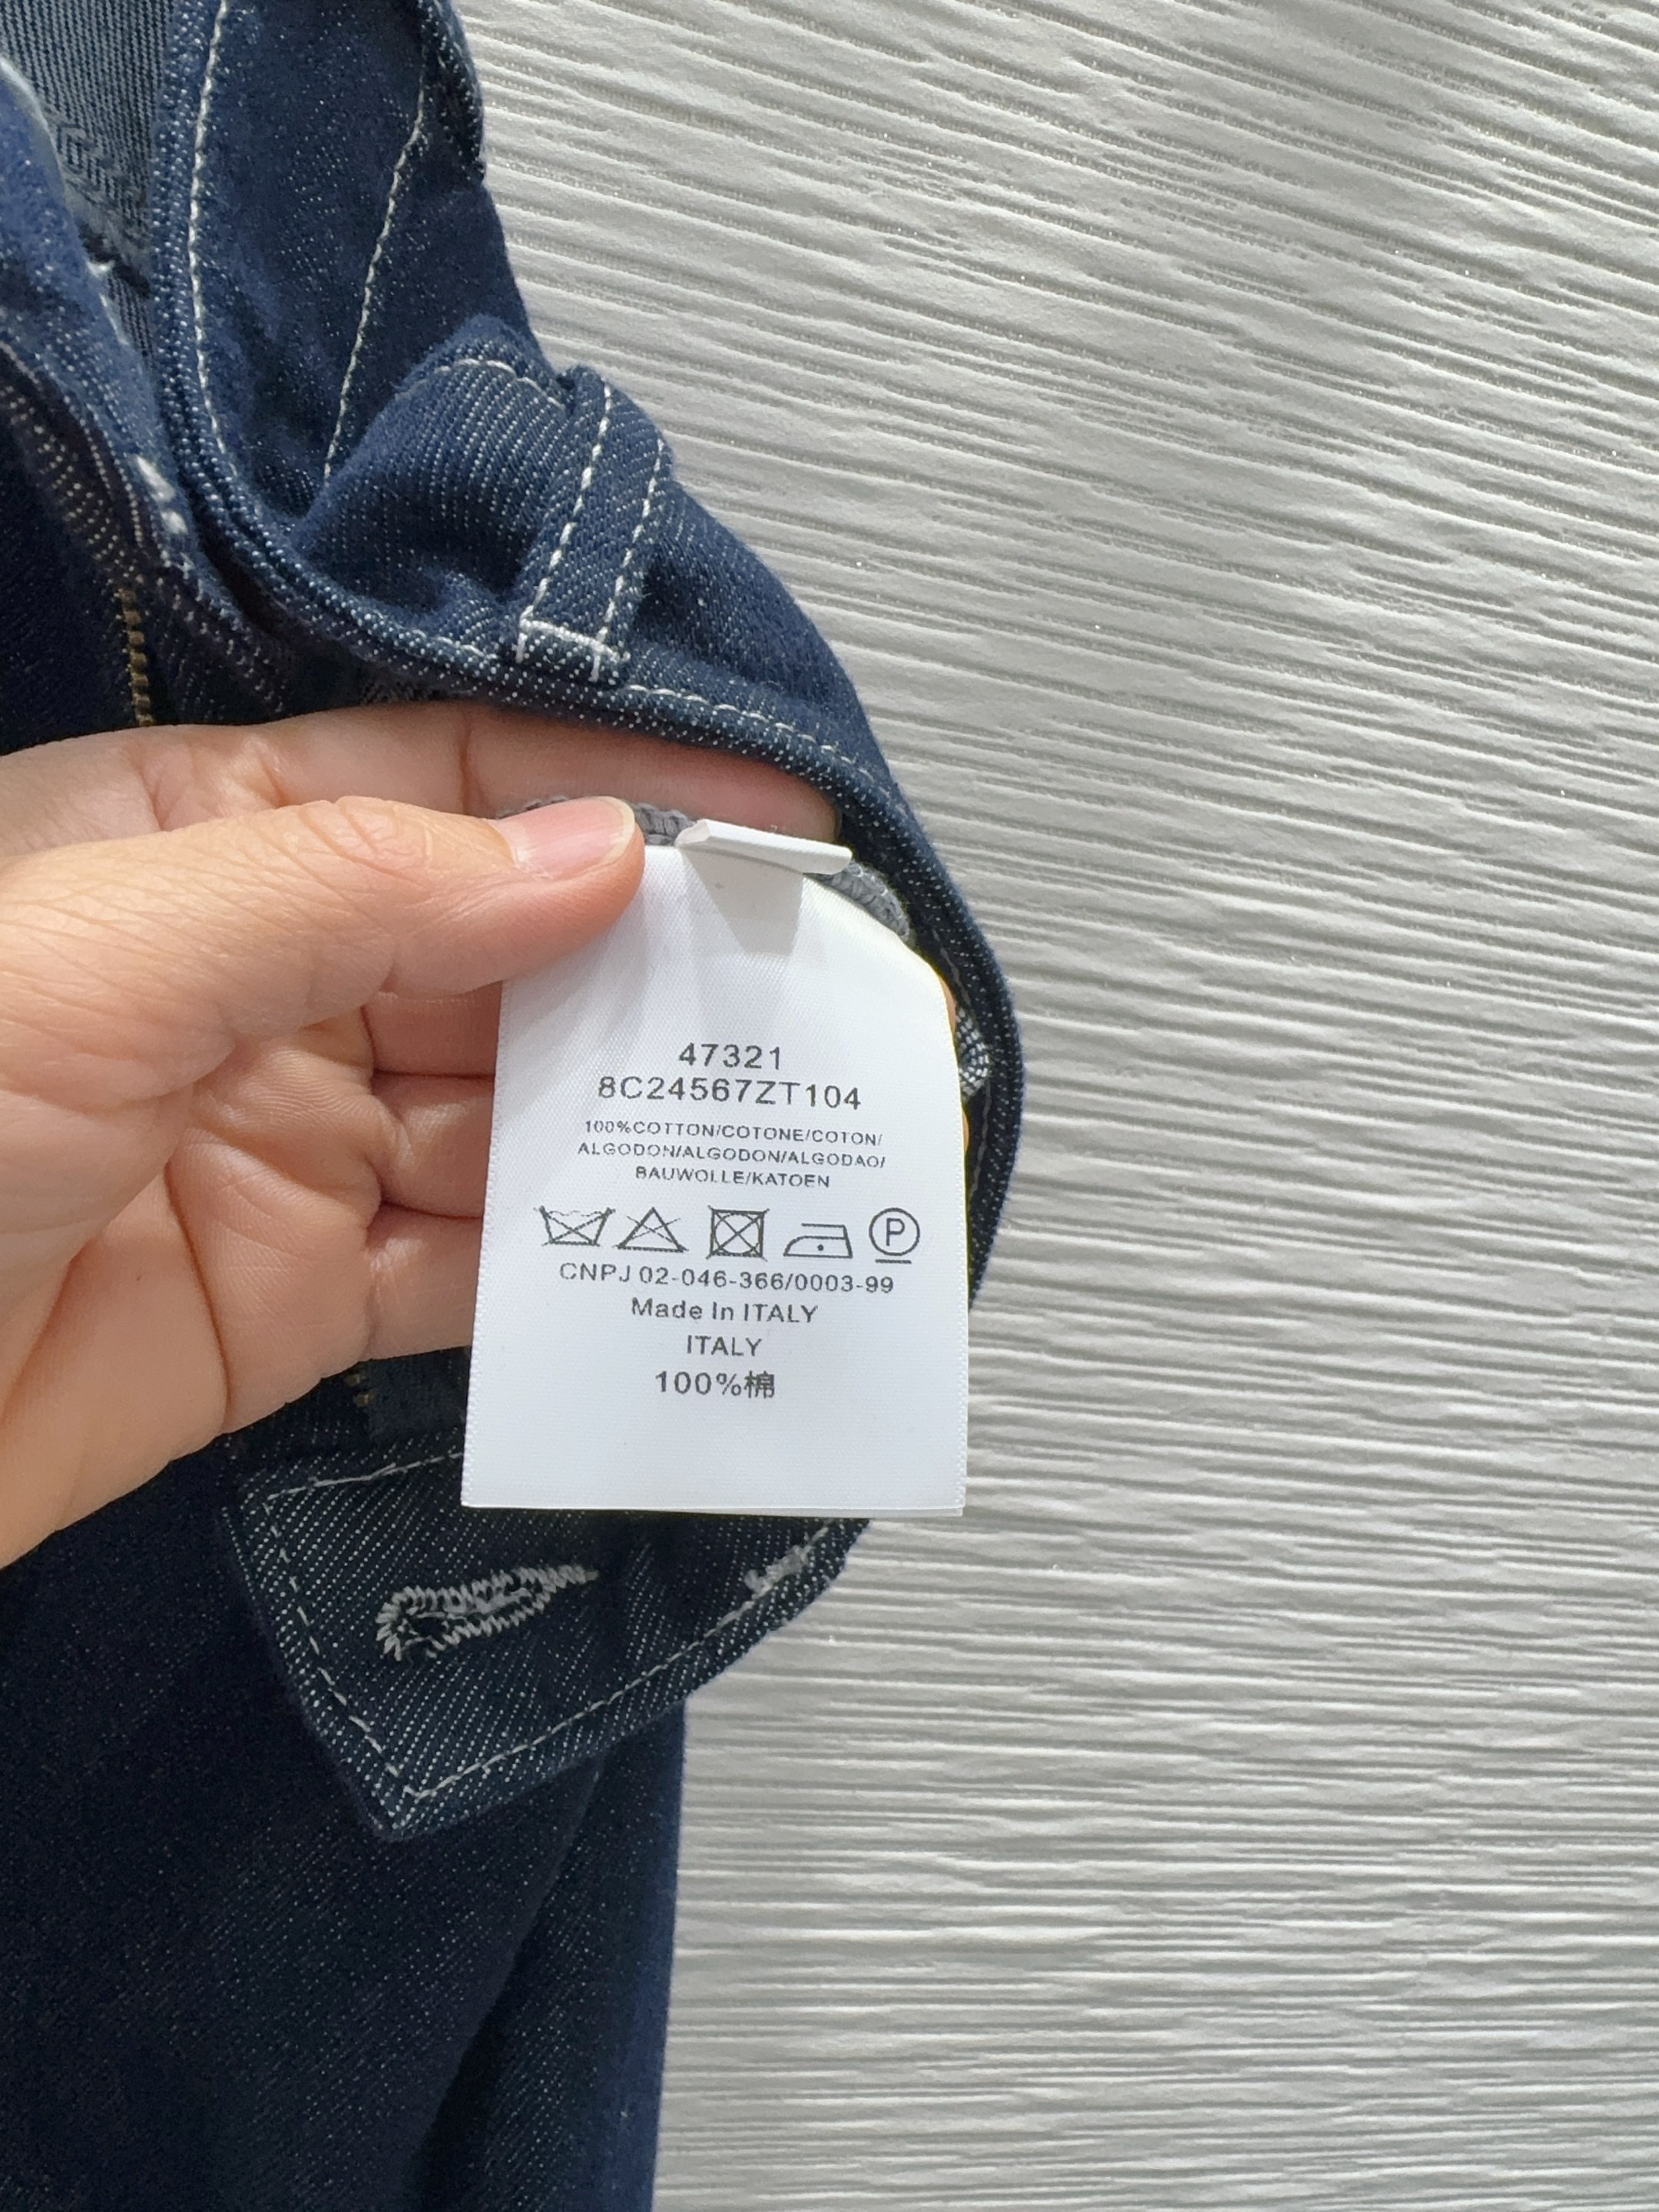 47321
8C24567ZT104
100%COTTON/COTONE/COTON/
ALGODON/ALGODON/ALGODAO/
BAUWOLLE/KATOEN
P
CNPJ 02-046-366/0003-99
Made In ITALY
ITALY
100%棉